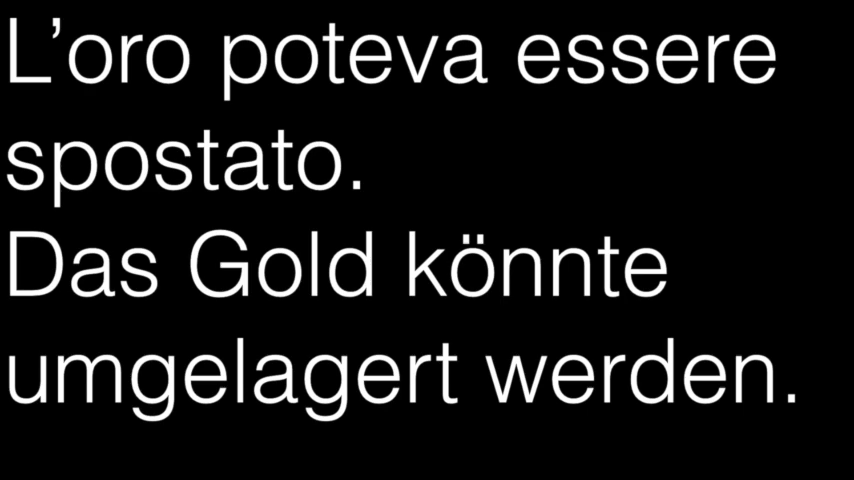 L’oro poteva essere
spostato.
Das Gold könnte
umgelagert werden.